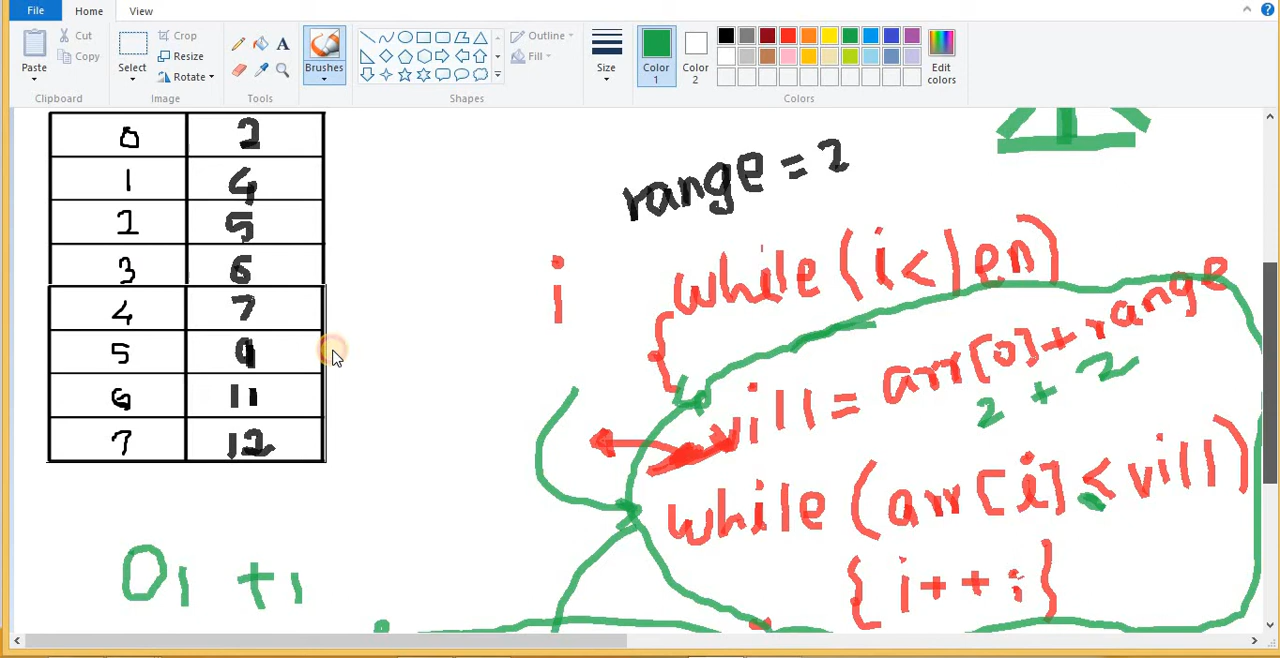 File
Home
View
Cut
Copy
Paste
Crop
Resize
Rotate
Select
A
Brushes
Outline
Fill
Size
Color 1
Color 2
Edit colors
Clipboard
Image
Tools
Shapes
Colors
0 2
1 4
2 5
3 6
4 7
5 9
6 11
7 12
range = 2
i
while (i < len)
{
vill = arr[0] + range
2 + 2
while (arr[i] < vill)
{ i++; }
0 +1